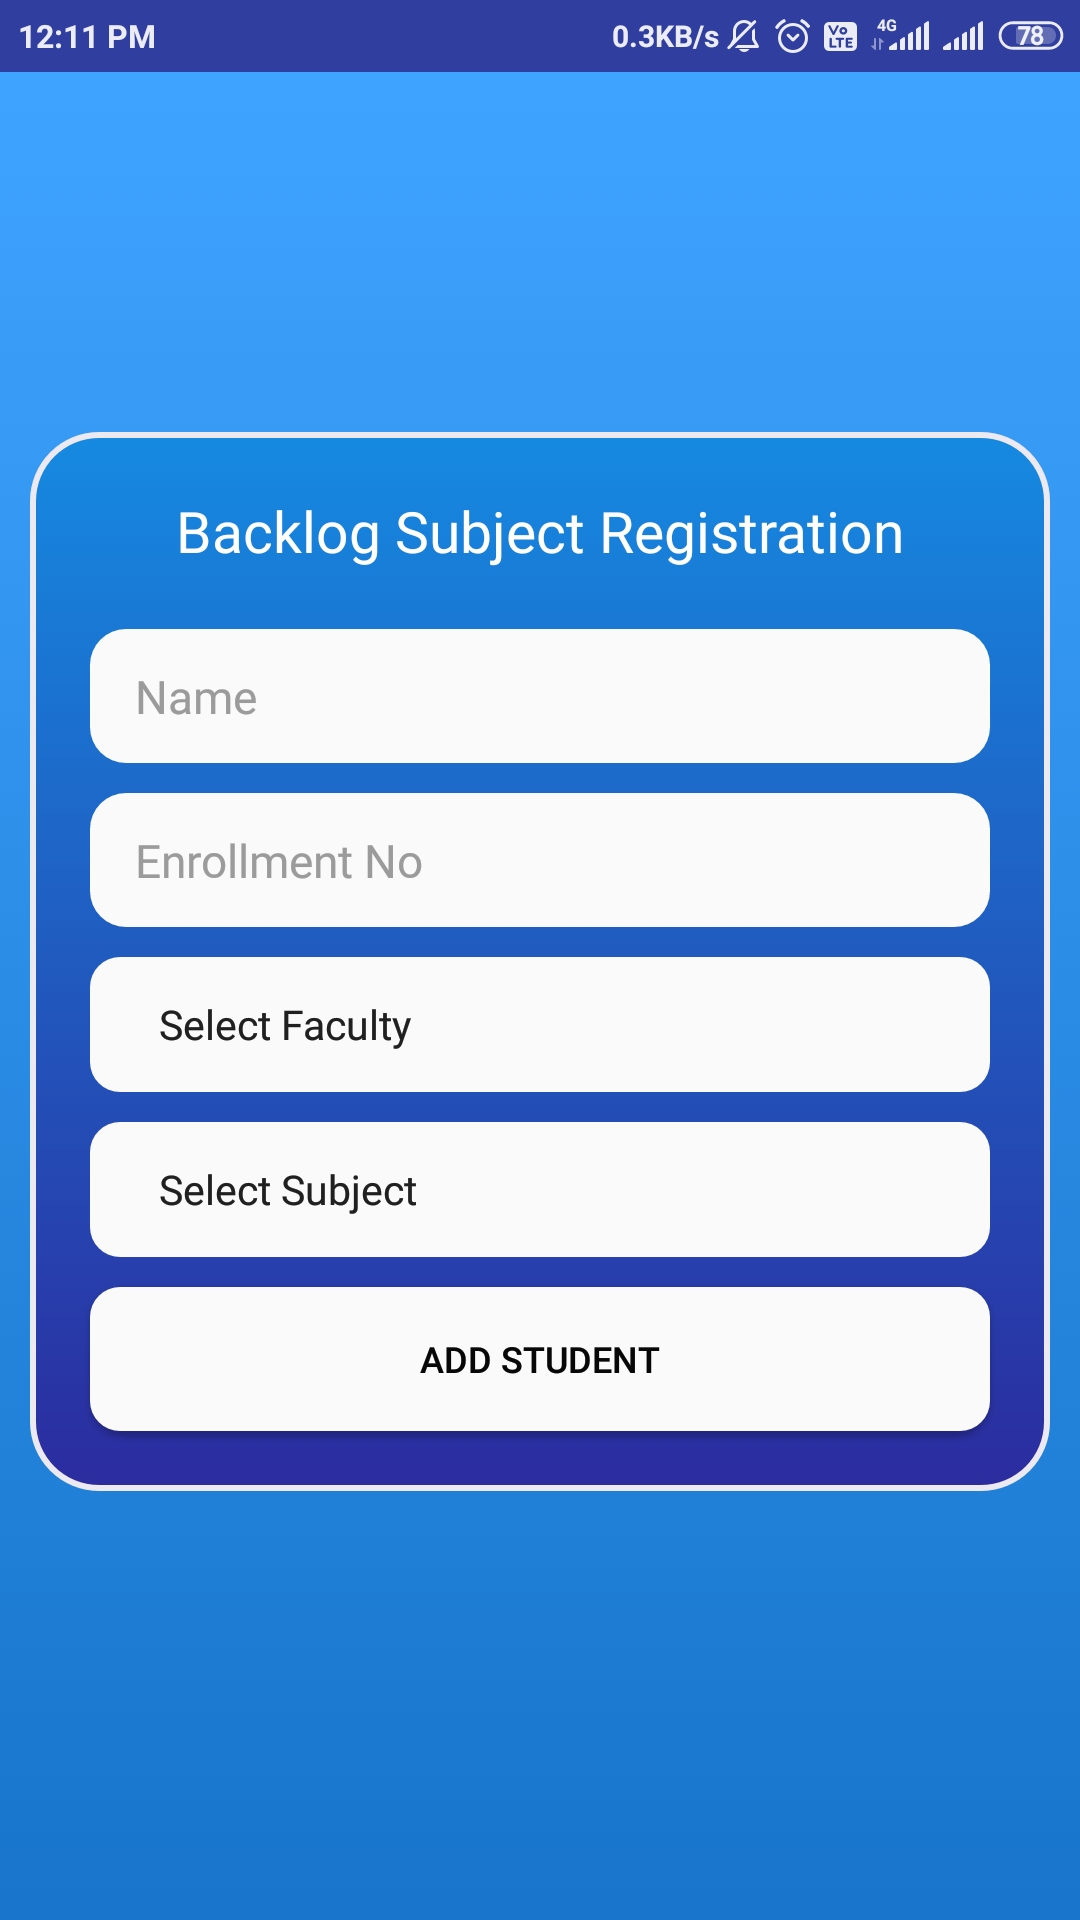 12:11 PM 0.3KB/s Vo LTE 4G 78
Backlog Subject Registration
Name
Enrollment No
Select Faculty
Select Subject
ADD STUDENT